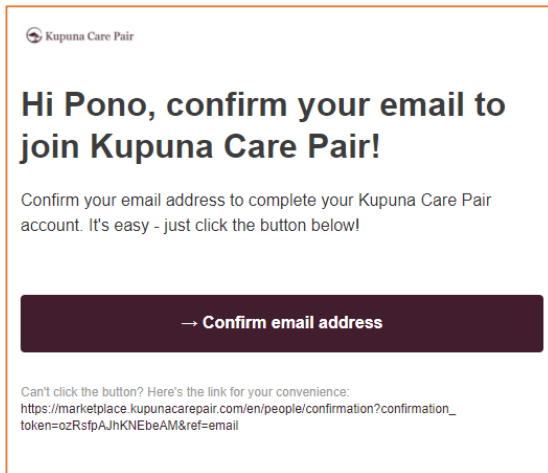 Kupuna Care Pair
Hi Pono, confirm your email to
join Kupuna Care Pair!
Confirm your email address to complete your Kupuna Care Pair
account. It's easy - just click the button below!
→ Confirm email address
Can't click the button? Here's the link for your convenience:
https://marketplace.kupunacarepair.com/en/people/confirmation?confirmation_
token=ozRsfpAJhKNEbeAM&ref=email